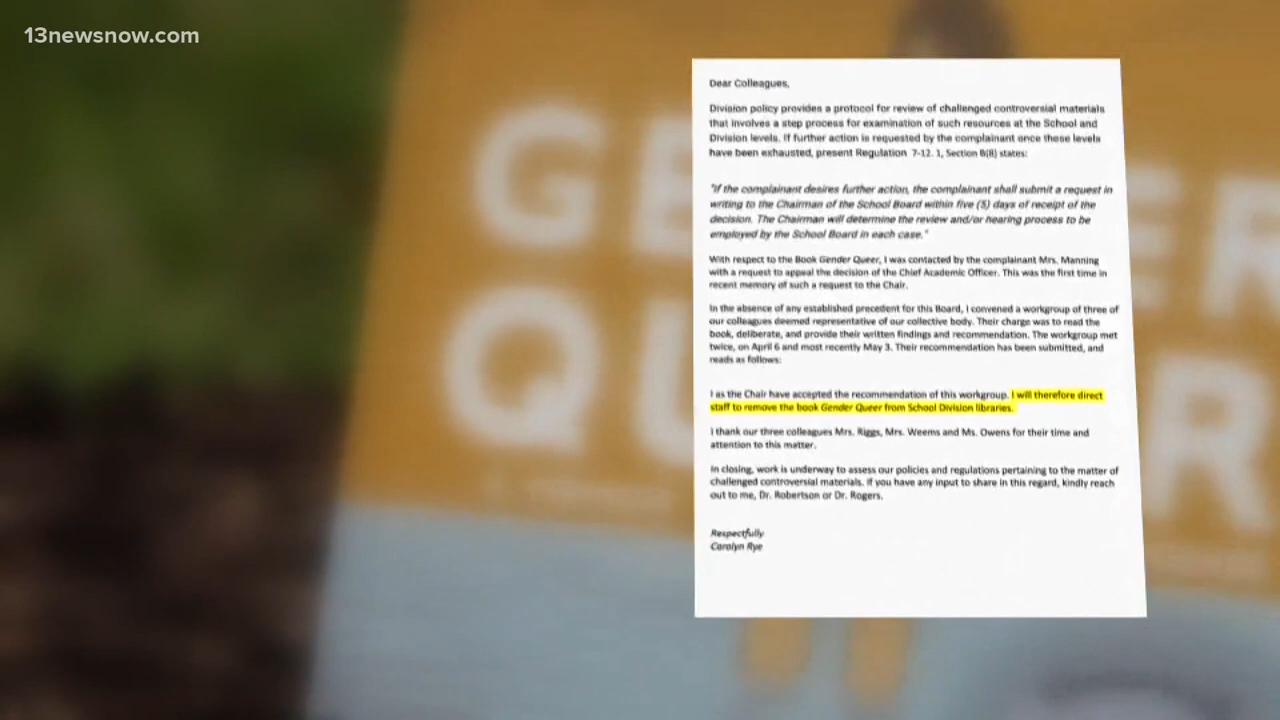 13newsnow.com
GE ER
QU R
Dear Colleagues,
Division policy provides a protocol for review of challenged controversial materials
that involves a step process for examination of such resources at the School and
Division levels. If further action is requested by the complainant once these levels
have been exhausted, present Regulation 7-12. 1, Section B(8) states:
"If the complainant desires further action, the complainant shall submit a request in
writing to the Chairman of the School Board within five (5) days of receipt of the
decision. The Chairman will determine the review and/or hearing process to be
employed by the School Board in each case."
With respect to the Book Gender Queer, I was contacted by the complainant Mrs. Manning
with a request to appeal the decision of the Chief Academic Officer. This was the first time in
recent memory of such a request to the Chair.
In the absence of any established precedent for this Board, I convened a workgroup of three of
our colleagues deemed representative of our collective body. Their charge was to read the
book, deliberate, and provide their written findings and recommendation. The workgroup met
twice, on April 6 and most recently May 3. Their recommendation has been submitted, and
reads as follows:
I as the Chair have accepted the recommendation of this workgroup. I will therefore direct
staff to remove the book Gender Queer from School Division libraries.
I thank our three colleagues Mrs. Riggs, Mrs. Weems and Ms. Owens for their time and
attention to this matter.
In closing, work is underway to assess our policies and regulations pertaining to the matter of
challenged controversial materials. If you have any input to share in this regard, kindly reach
out to me, Dr. Robertson or Dr. Rogers.
Respectfully
Carolyn Rye